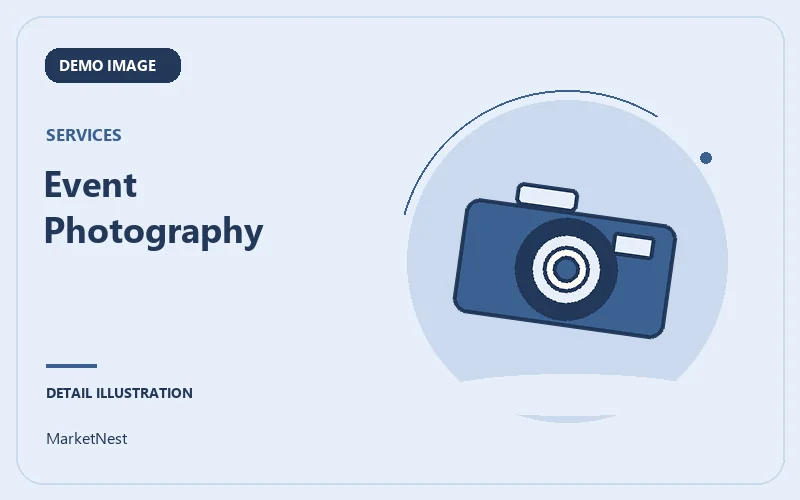 DEMO IMAGE
SERVICES
Event
Photography
DETAIL ILLUSTRATION
MarketNest